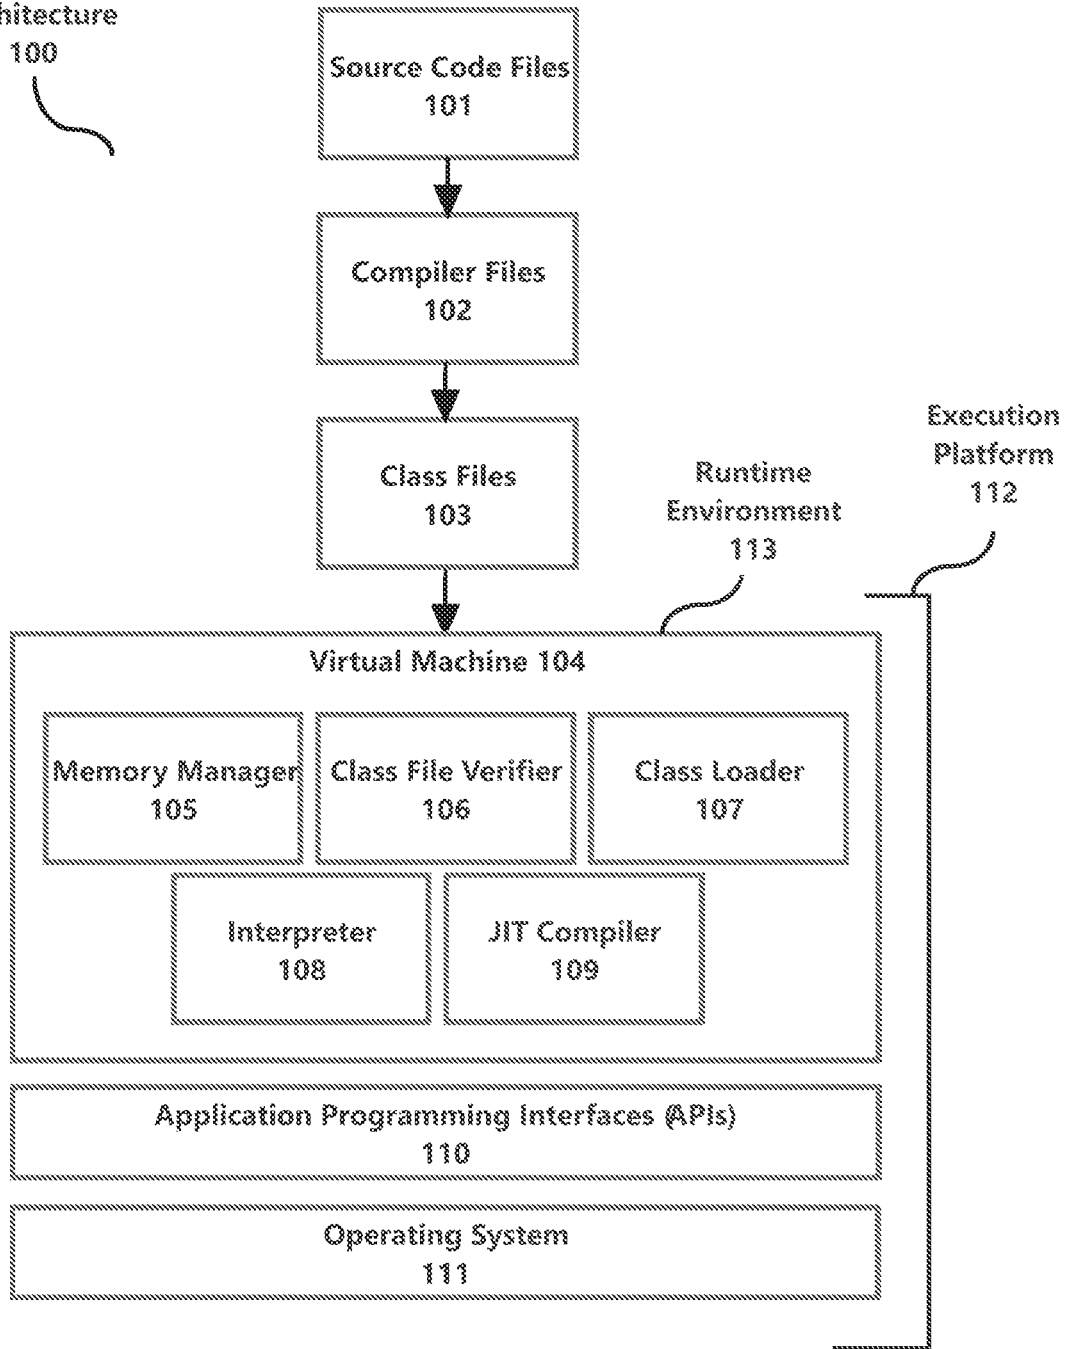 hitecture
100
Source Code Files
101
Compiler Files
102
Class Files
103
Execution
Platform
112
Runtime
Environment
113
Virtual Machine 104
Memory Manager
105
Class File Verifier
106
Class Loader
107
Interpreter
108
JIT Compiler
109
Application Programming Interfaces (APIs)
110
Operating System
111